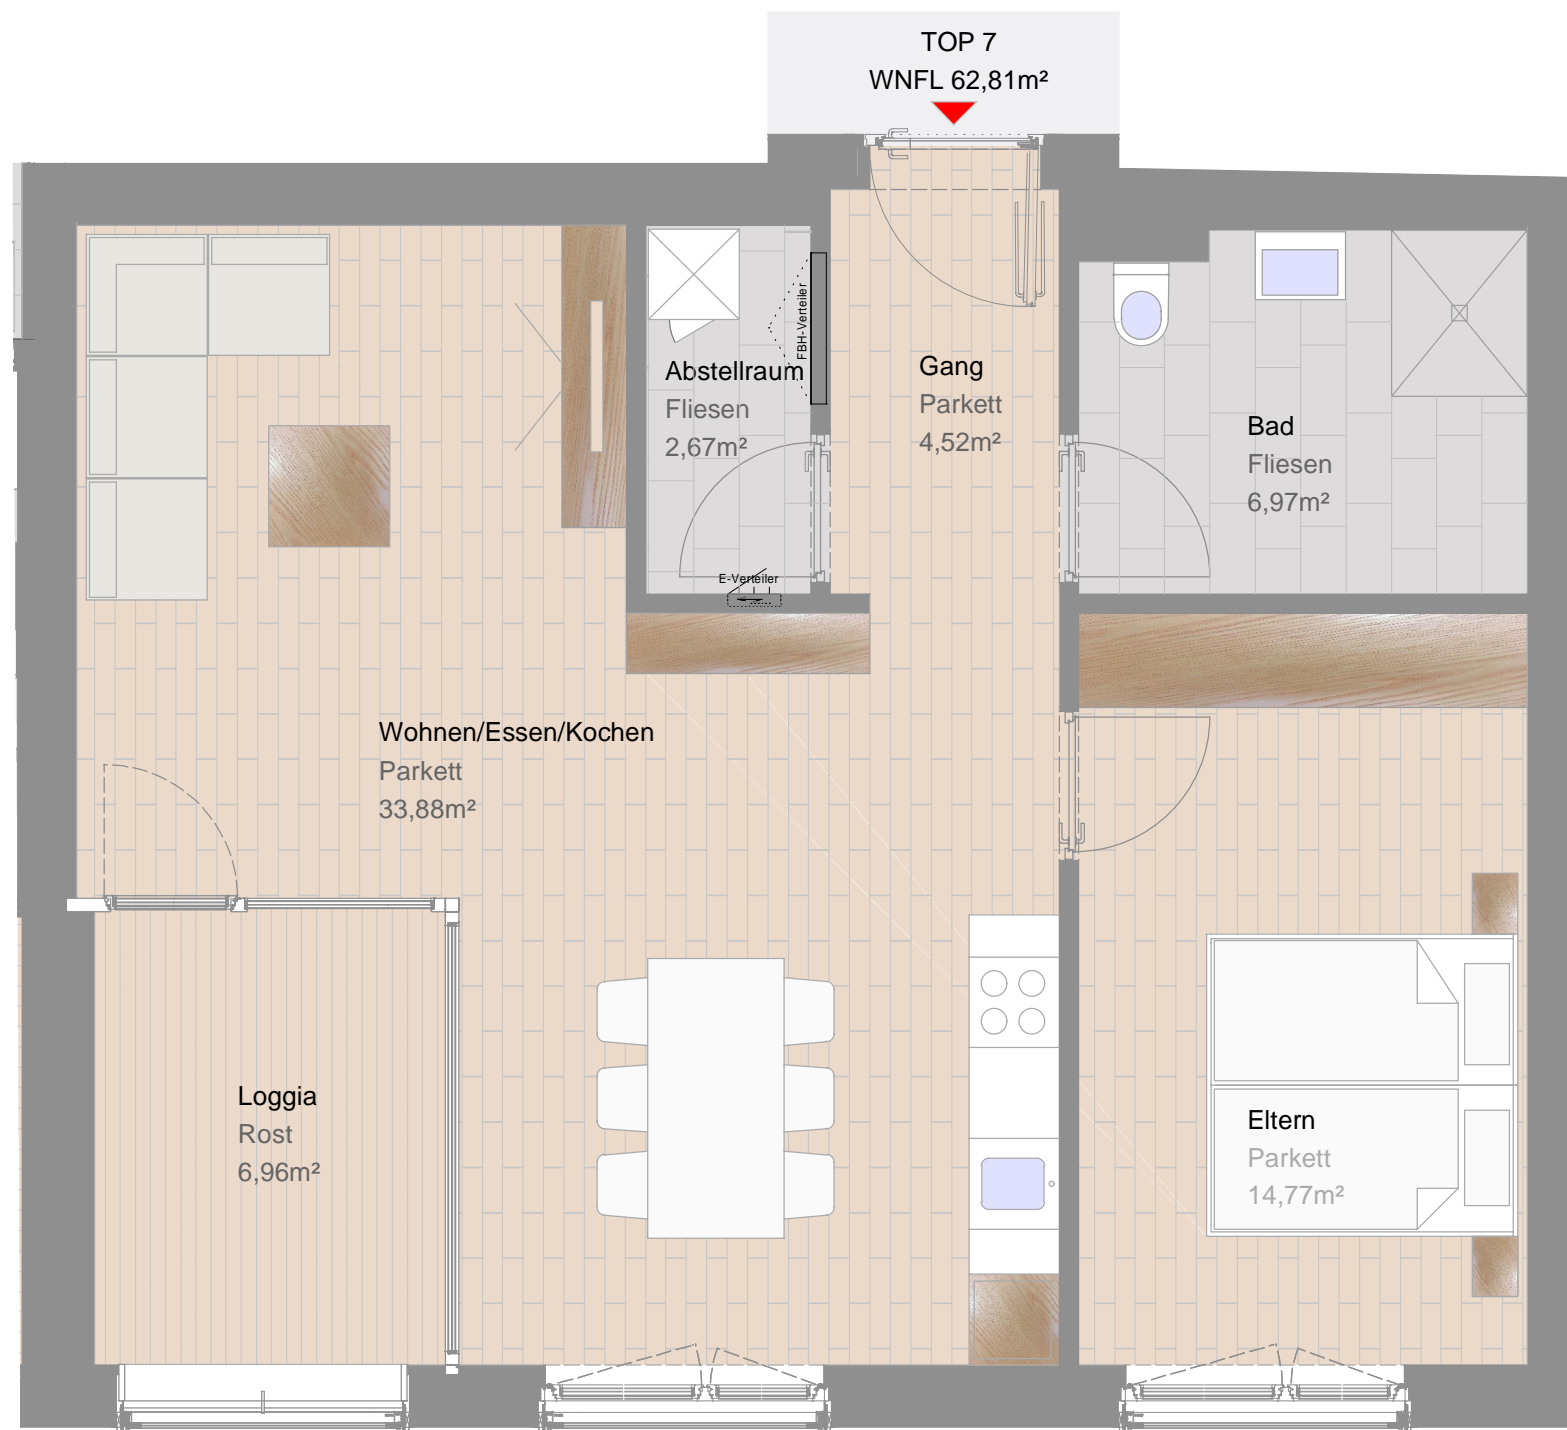 TOP 7
WNFL 62,81m²
FBH-Verteiler
Abstellraum
Fliesen
2,67m²
Gang
Parkett
4,52m²
Bad
Fliesen
6,97m²
E-Verteiler
Wohnen/Essen/Kochen
Parkett
33,88m²
Loggia
Rost
6,96m²
Eltern
Parkett
14,77m²